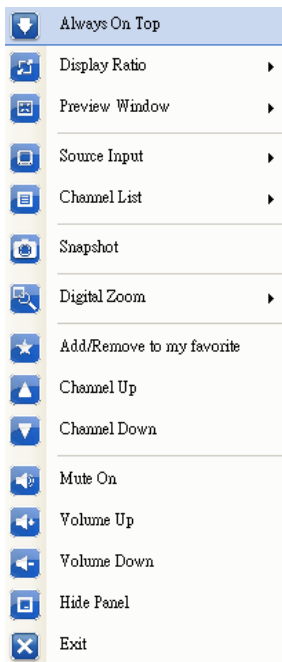 Always On Top
Display Ratio
Preview Window
Source Input
Channel List
Snapshot
Digital Zoom
Add/Remove to my favorite
Channel Up
Channel Down
Mute On
Volume Up
Volume Down
Hide Panel
Exit